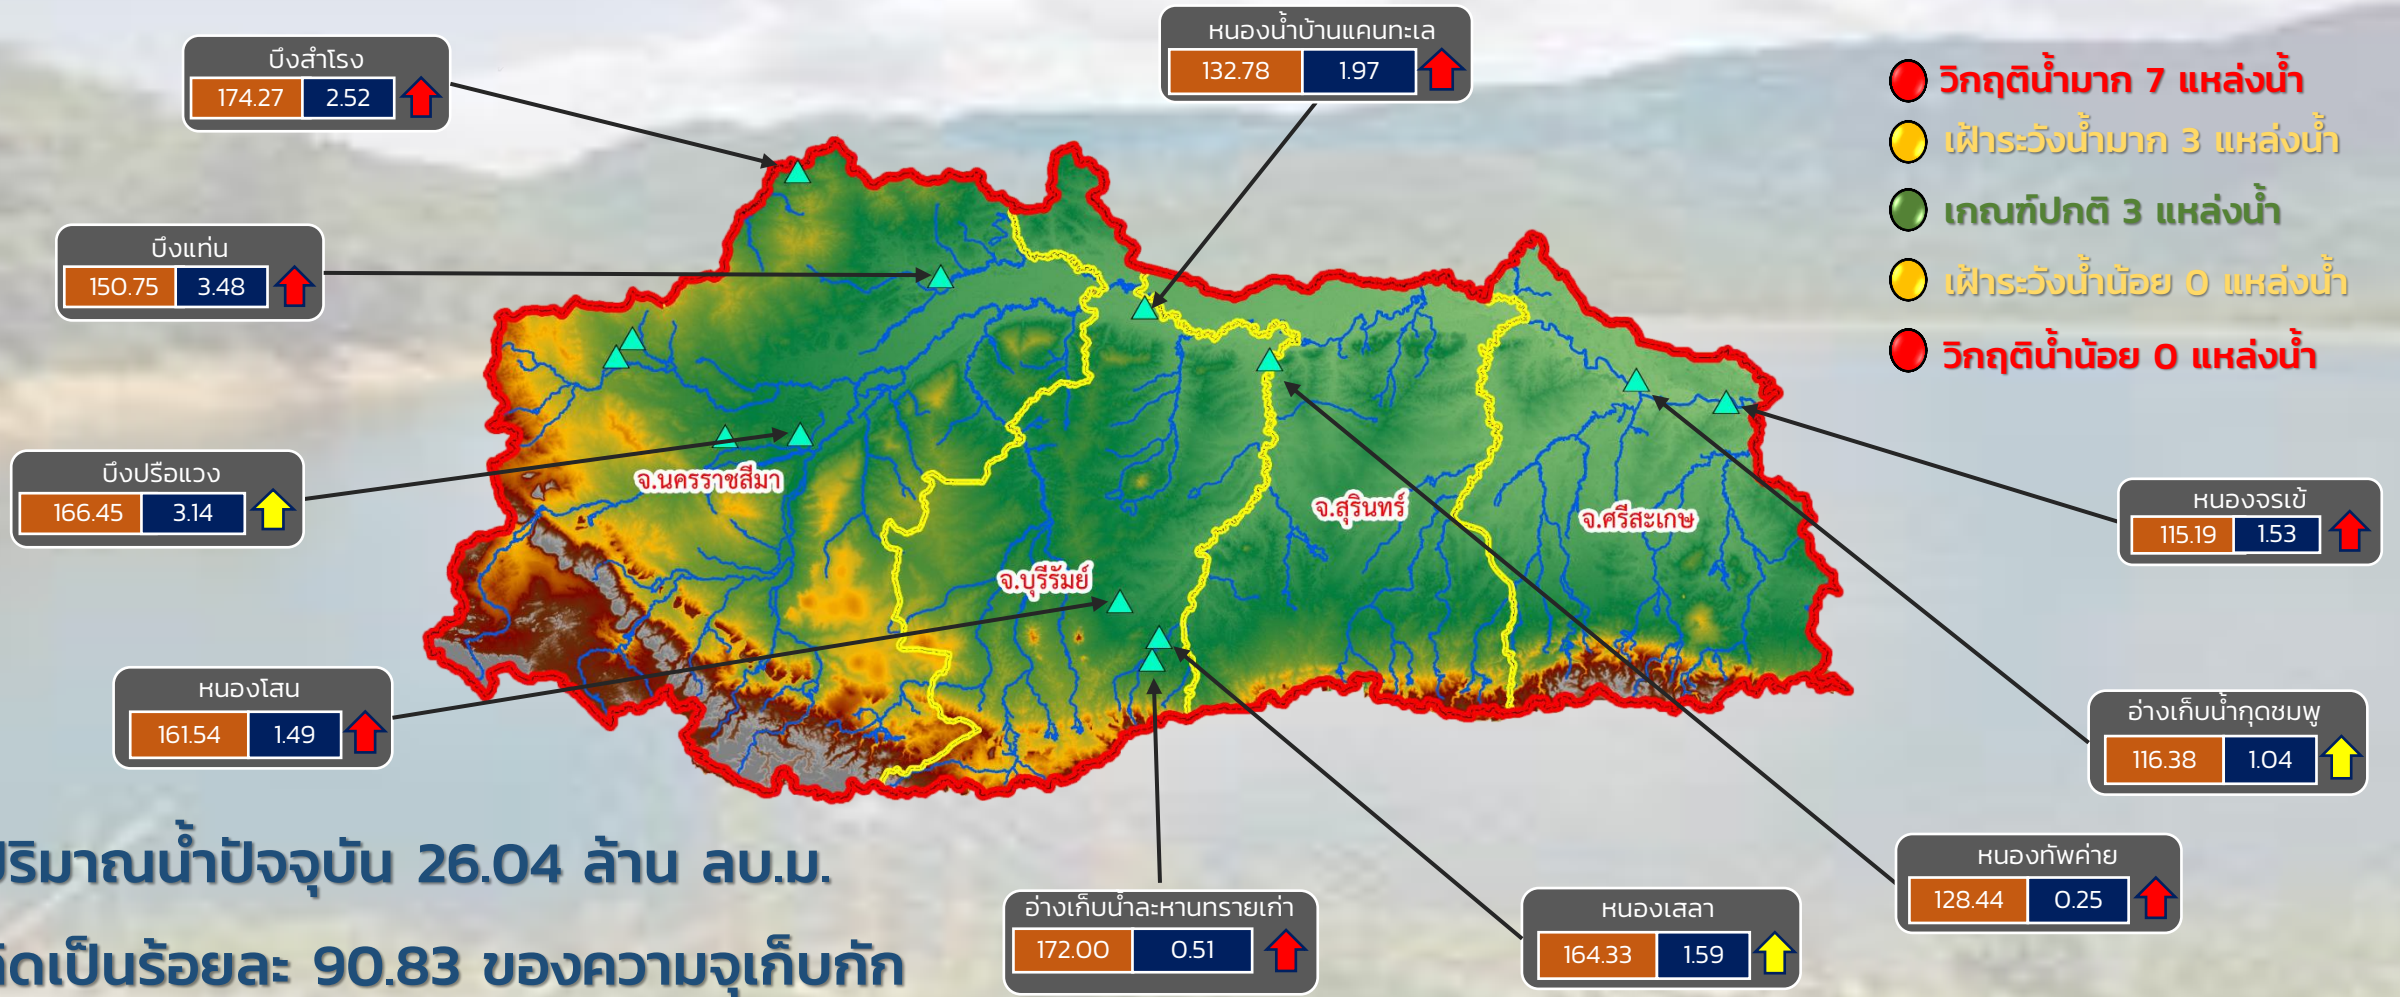 บึงสำโรง
174.27 2.52
หนองน้ำบ้านแคนทะเล
132.78 1.97
วิกฤติน้ำมาก 7 แหล่งน้ำ
เฝ้าระวังน้ำมาก 3 แหล่งน้ำ
เกณฑ์ปกติ 3 แหล่งน้ำ
เฝ้าระวังน้ำน้อย 0 แหล่งน้ำ
วิกฤติน้ำน้อย 0 แหล่งน้ำ
บึงแท่น
150.75 3.48
บึงปรือแวง
166.45 3.14
จ.นครราชสีมา
จ.สุรินทร์
จ.ศรีสะเกษ
จ.บุรีรัมย์
หนองจรเข้
115.19 1.53
หนองโสน
161.54 1.49
อ่างเก็บน้ำกุดชมพู
116.38 1.04
หนองทัพค่าย
128.44 0.25
อ่างเก็บน้ำละหานทรายเก่า
172.00 0.51
หนองเสลา
164.33 1.59
ปริมาณน้ำปัจจุบัน 26.04 ล้าน ลบ.ม.
คิดเป็นร้อยละ 90.83 ของความจุเก็บกัก